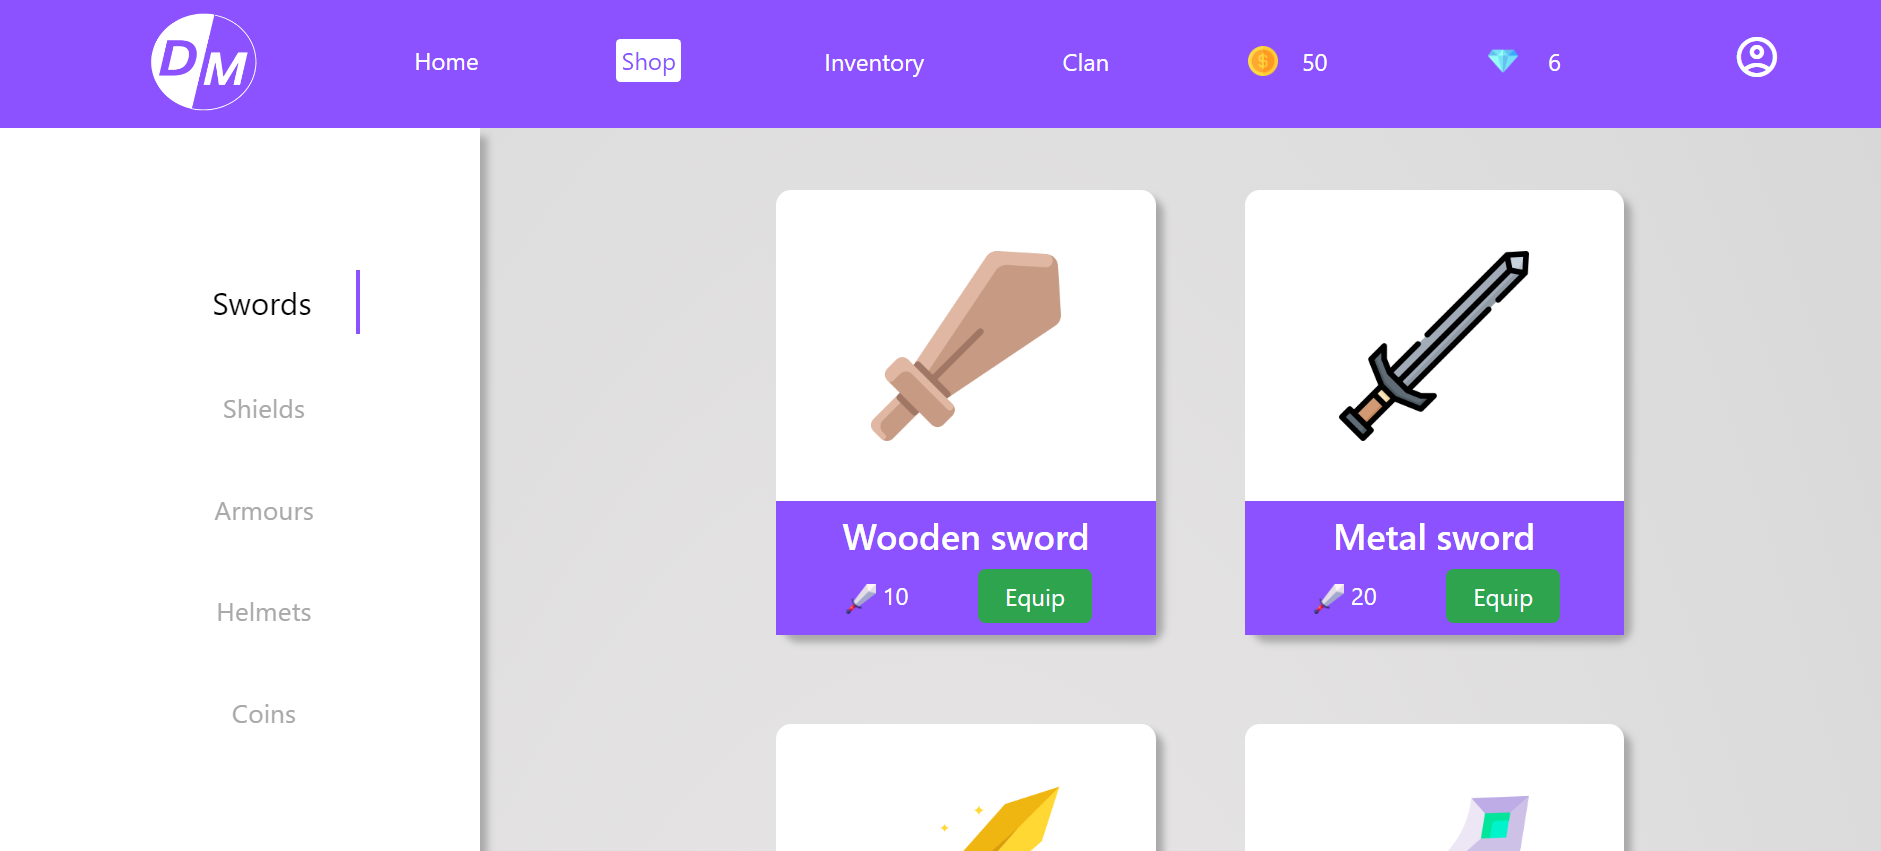 DM
Home
Shop
Inventory
Clan
50
6
Swords
Shields
Armours
Helmets
Coins
Wooden sword
10
Equip
Metal sword
20
Equip